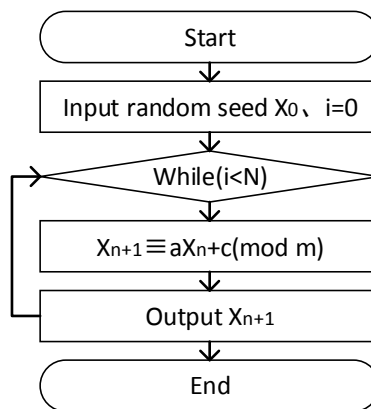 Start
Input random seed X0、i=0
While(i<N)
Xn+1≡aXn+c(mod m)
Output Xn+1
End